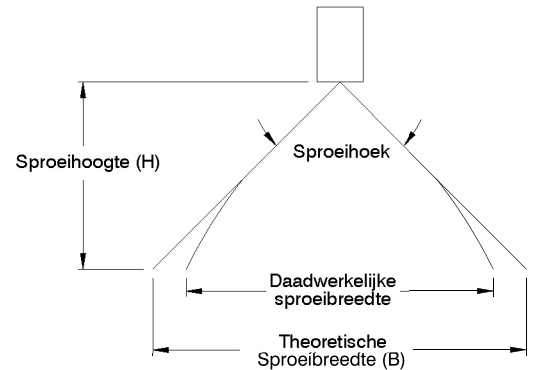 Sproeihoek
Sproeihoogte (H)
Daadwerkelijke
sproeibreedte
Theoretische
Sproeibreedte (B)